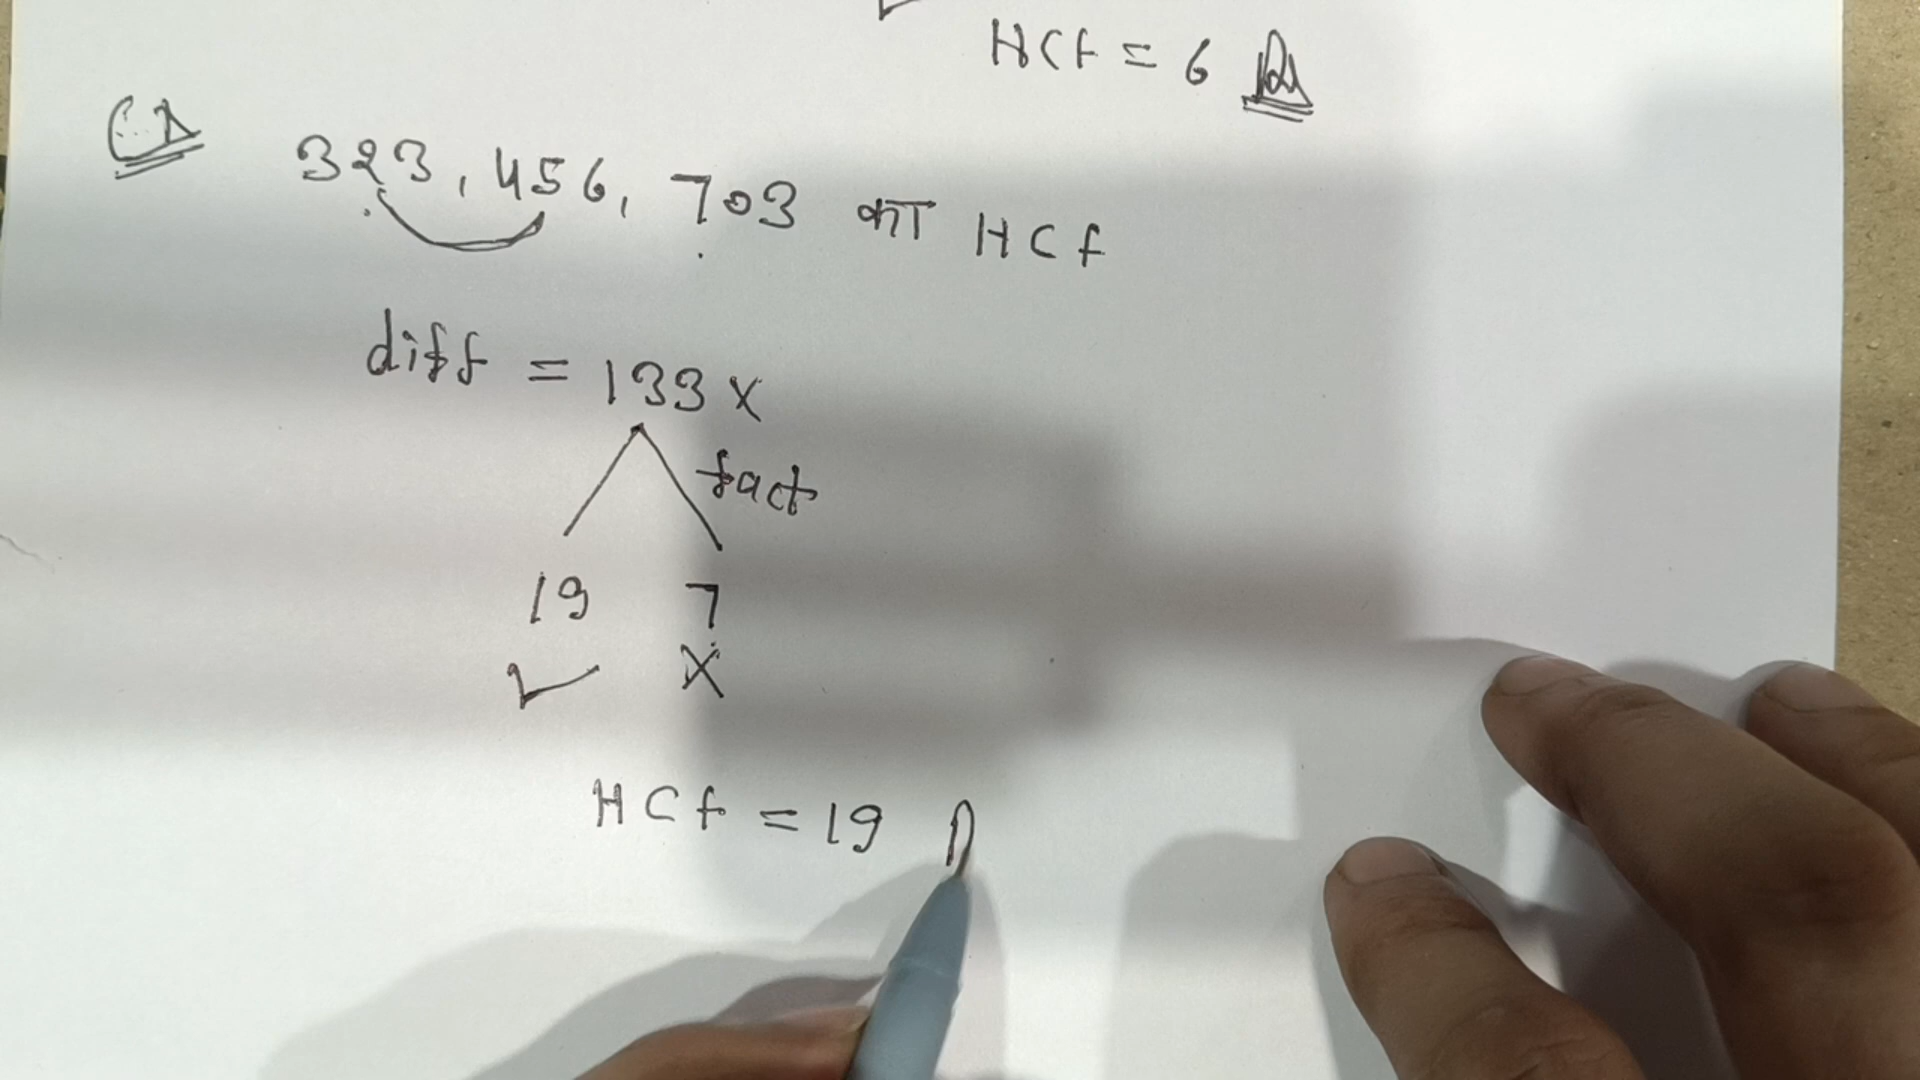 HCf = 6
323, 456, 703 का HCf
diff = 133 X
fact
19 7
✓ X
HCf = 19